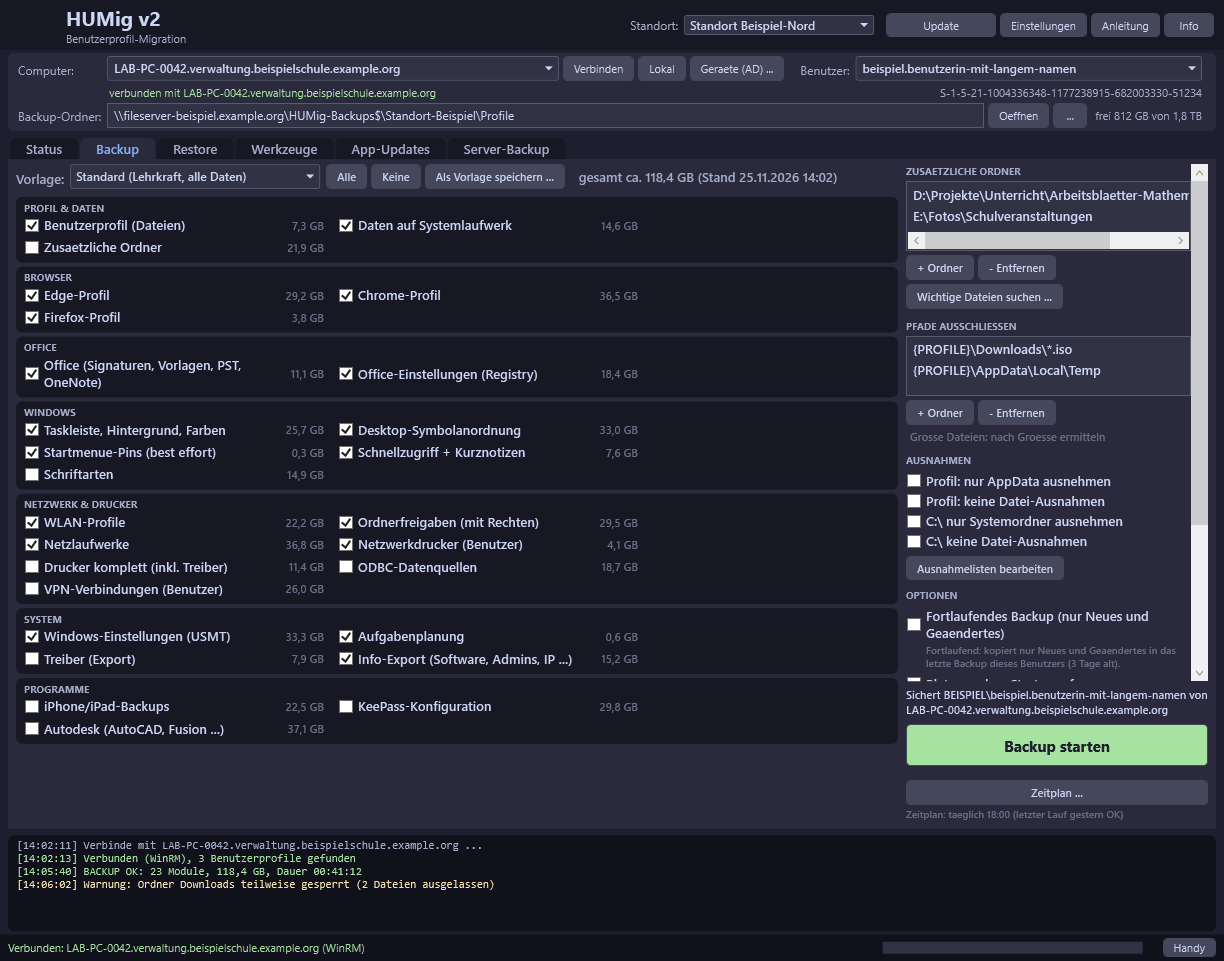 HUMig v2
Benutzerprofil-Migration
Standort: Standort Beispiel-Nord
Update Einstellungen Anleitung Info
Computer: LAB-PC-0042.verwaltung.beispielschule.example.org Verbinden Lokal Geraete (AD) ... Benutzer: beispiel.benutzerin-mit-langem-namen
verbunden mit LAB-PC-0042.verwaltung.beispielschule.example.org S-1-5-21-1004336348-1177238915-682003330-51234
Backup-Ordner: \\fileserver-beispiel.example.org\HUMig-Backups$\Standort-Beispiel\Profile Oeffnen ... frei 812 GB von 1,8 TB
Status Backup Restore Werkzeuge App-Updates Server-Backup
Vorlage: Standard (Lehrkraft, alle Daten) Alle Keine Als Vorlage speichern ... gesamt ca. 118,4 GB (Stand 25.11.2026 14:02)
PROFIL & DATEN
Benutzerprofil (Dateien) 7,3 GB Daten auf Systemlaufwerk 14,6 GB
Zusaetzliche Ordner 21,9 GB
BROWSER
Edge-Profil 29,2 GB Chrome-Profil 36,5 GB
Firefox-Profil 3,8 GB
OFFICE
Office (Signaturen, Vorlagen, PST, OneNote) 11,1 GB Office-Einstellungen (Registry) 18,4 GB
WINDOWS
Taskleiste, Hintergrund, Farben 25,7 GB Desktop-Symbolanordnung 33,0 GB
Startmenue-Pins (best effort) 0,3 GB Schnellzugriff + Kurznotizen 7,6 GB
Schriftarten 14,9 GB
NETZWERK & DRUCKER
WLAN-Profile 22,2 GB Ordnerfreigaben (mit Rechten) 29,5 GB
Netzlaufwerke 36,8 GB Netzwerkdrucker (Benutzer) 4,1 GB
Drucker komplett (inkl. Treiber) 11,4 GB ODBC-Datenquellen 18,7 GB
VPN-Verbindungen (Benutzer) 26,0 GB
SYSTEM
Windows-Einstellungen (USMT) 33,3 GB Aufgabenplanung 0,6 GB
Treiber (Export) 7,9 GB Info-Export (Software, Admins, IP ...) 15,2 GB
PROGRAMME
iPhone/iPad-Backups 22,5 GB KeePass-Konfiguration 29,8 GB
Autodesk (AutoCAD, Fusion ...) 37,1 GB
ZUSAETZLICHE ORDNER
D:\Projekte\Unterricht\Arbeitsblaetter-Mathem
E:\Fotos\Schulveranstaltungen
+ Ordner - Entfernen
Wichtige Dateien suchen ...
PFADE AUSSCHLIESSEN
{PROFILE}\Downloads\*.iso
{PROFILE}\AppData\Local\Temp
+ Ordner - Entfernen
Grosse Dateien: nach Groesse ermitteln
AUSNAHMEN
Profil: nur AppData ausnehmen
Profil: keine Datei-Ausnahmen
C:\ nur Systemordner ausnehmen
C:\ keine Datei-Ausnahmen
Ausnahmelisten bearbeiten
OPTIONEN
Fortlaufendes Backup (nur Neues und
Geaendertes)
Fortlaufend: kopiert nur Neues und Geaendertes in das
letzte Backup dieses Benutzers (3 Tage alt).
Sichert BEISPIEL\beispiel.benutzerin-mit-langem-namen von
LAB-PC-0042.verwaltung.beispielschule.example.org
Backup starten
Zeitplan ...
Zeitplan: taeglich 18:00 (letzter Lauf gestern OK)
[14:02:11] Verbinde mit LAB-PC-0042.verwaltung.beispielschule.example.org ...
[14:02:13] Verbunden (WinRM), 3 Benutzerprofile gefunden
[14:05:40] BACKUP OK: 23 Module, 118,4 GB, Dauer 00:41:12
[14:06:02] Warnung: Ordner Downloads teilweise gesperrt (2 Dateien ausgelassen)
Verbunden: LAB-PC-0042.verwaltung.beispielschule.example.org (WinRM) Handy